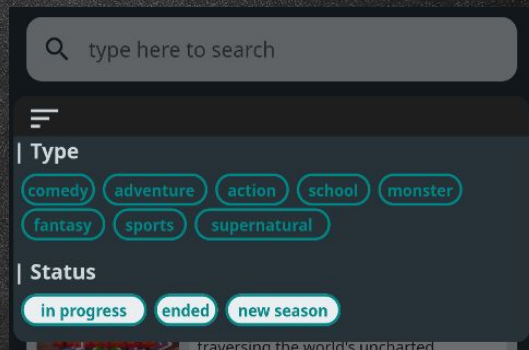 type here to search
| Type
comedy adventure action school monster
fantasy sports supernatural
| Status
in progress ended new season
traversing the world's uncharted